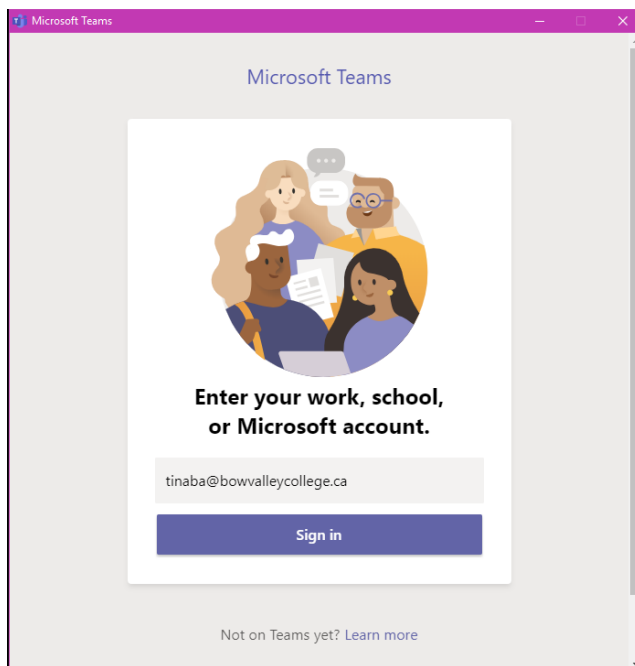 Microsoft Teams
Microsoft Teams
Enter your work, school,
or Microsoft account.
tinaba@bowvalleycollege.ca
Sign in
Not on Teams yet? Learn more